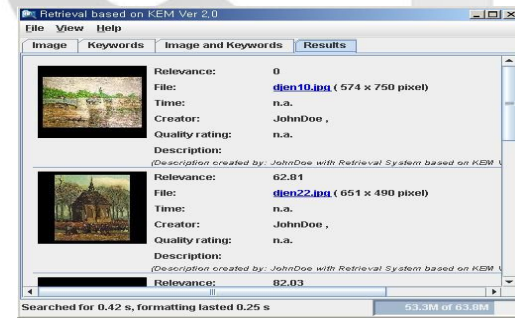 Retrieval based on KEM Ver 2,0
File View Help
Image Keywords Image and Keywords Results
Relevance: 0
File: djen10.jpg ( 574 x 750 pixel)
Time: n.a.
Creator: JohnDoe ,
Quality rating: n.a.
Description:
(Description created by: JohnDoe with Retrieval System based on KEM V
Relevance: 62.81
File: djen22.jpg ( 651 x 490 pixel)
Time: n.a.
Creator: JohnDoe ,
Quality rating: n.a.
Description:
(Description created by: JohnDoe with Retrieval System based on KEM V
Relevance: 82.03
Searched for 0.42 s, formatting lasted 0.25 s 53.3M of 63.8M